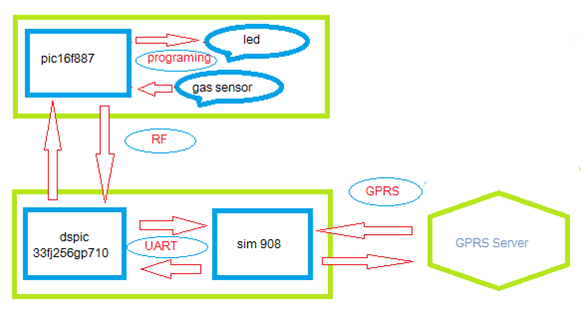 led
pic16f887
programing
gas sensor
RF
GPRS
dspic
33fj256gp710
UART
sim 908
GPRS Server